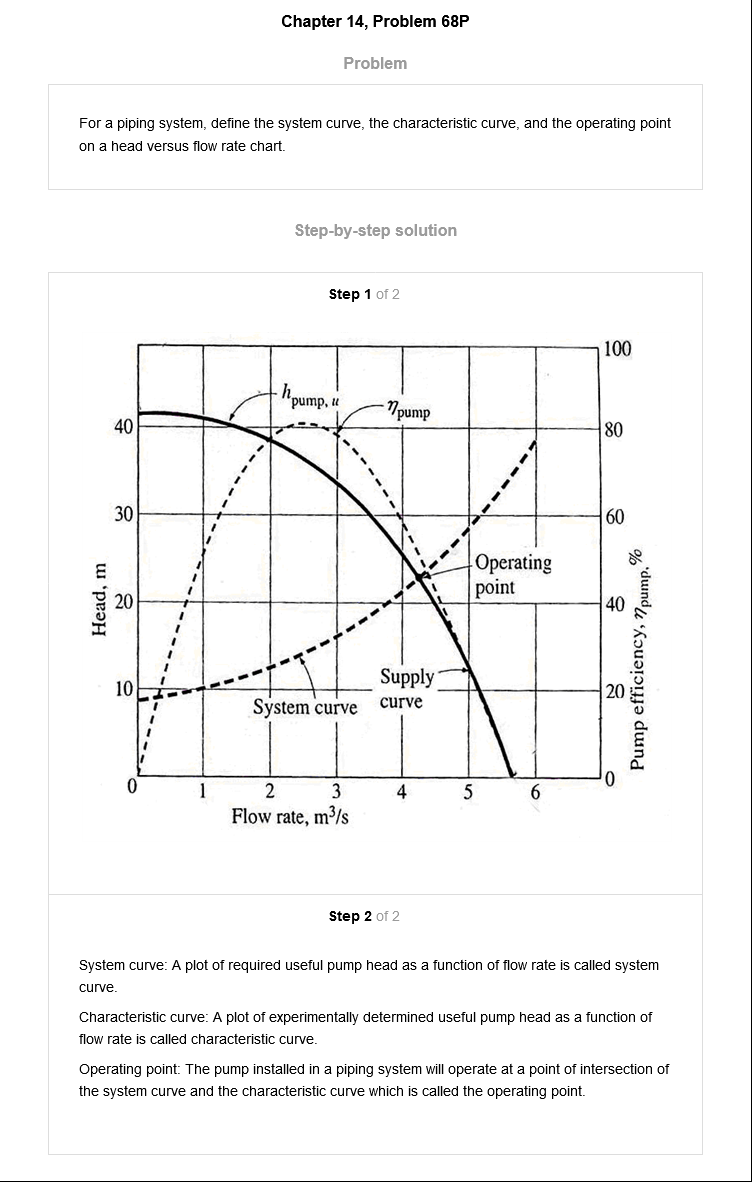 Chapter 14, Problem 68P
Problem
For a piping system, define the system curve, the characteristic curve, and the operating point
on a head versus flow rate chart.
Step-by-step solution
Step 1 of 2
100
h pump, u
η pump
40
80
30
60
Operating
point
Head, m
20
40
Pump efficiency, η pump, %
Supply
curve
10
20
System curve
0
0
1
2
3
4
5
6
Flow rate, m³/s
Step 2 of 2
System curve: A plot of required useful pump head as a function of flow rate is called system
curve.
Characteristic curve: A plot of experimentally determined useful pump head as a function of
flow rate is called characteristic curve.
Operating point: The pump installed in a piping system will operate at a point of intersection of
the system curve and the characteristic curve which is called the operating point.